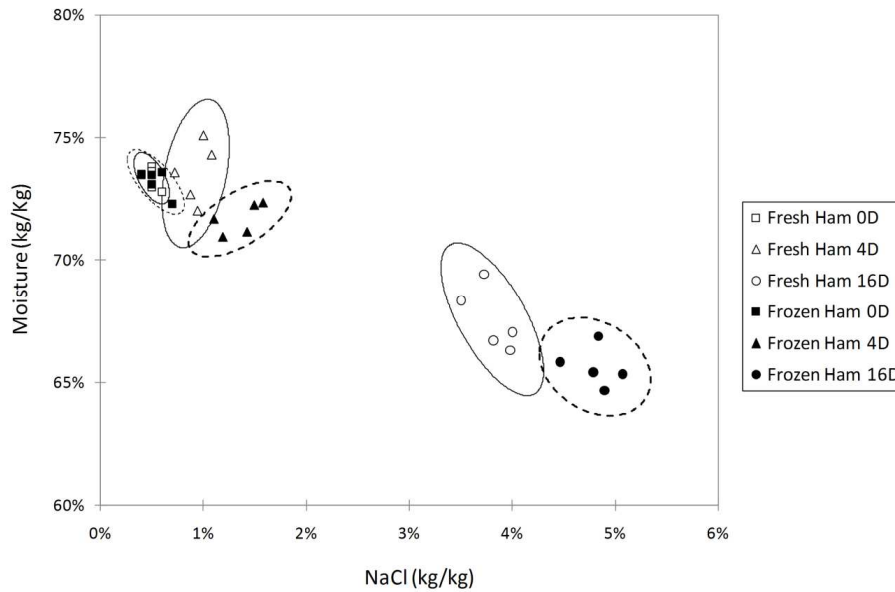 80%
75%
70%
65%
60%
Moisture (kg/Kg)
0% 1% 2% 3% 4% 5% 6%
NaCl (kg/kg)
Fresh Ham 0D
Fresh Ham 4D
Fresh Ham 16D
Frozen Ham 0D
Frozen Ham 4D
Frozen Ham 16D